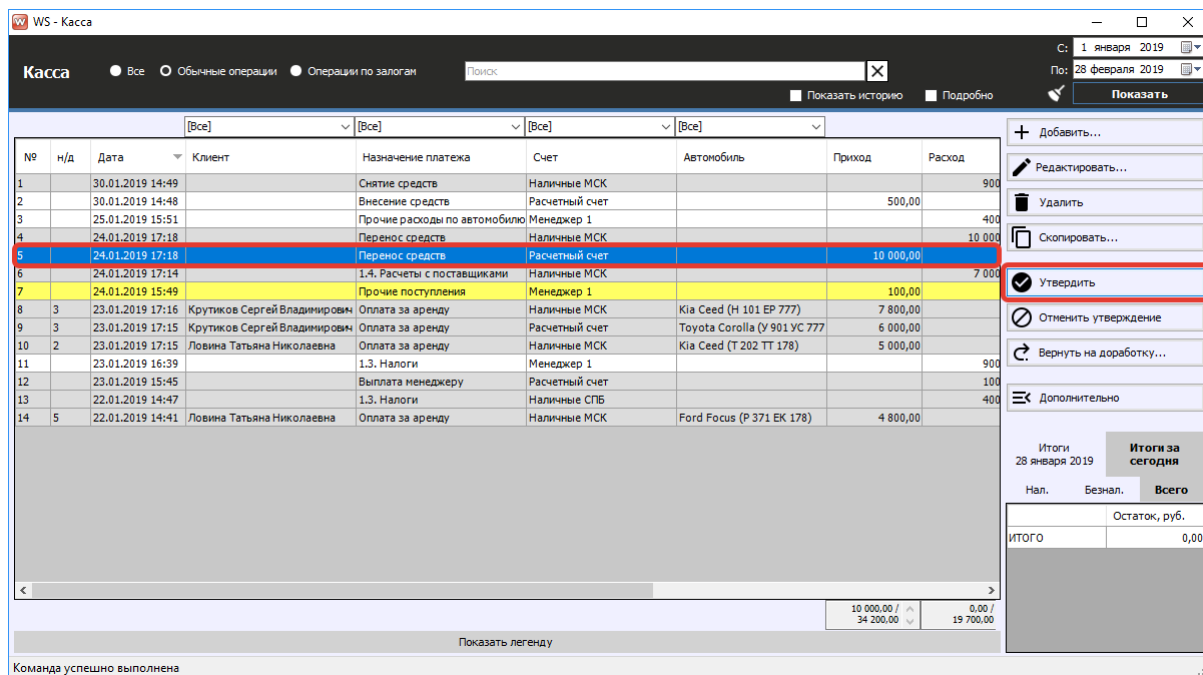 WS - Касса
С: 1 января 2019
Касса Все Обычные операции Операции по залогам Поиск По: 28 февраля 2019
Показать историю Подробно Показать
[Все] [Все] [Все] [Все]
№ н/д Дата Клиент Назначение платежа Счет Автомобиль Приход Расход
1 30.01.2019 14:49 Снятие средств Наличные МСК 900
2 30.01.2019 14:48 Внесение средств Расчетный счет 500,00
3 25.01.2019 15:51 Прочие расходы по автомобилю Менеджер 1 400
4 24.01.2019 17:18 Перенос средств Наличные МСК 10 000
5 24.01.2019 17:18 Перенос средств Расчетный счет 10 000,00
6 24.01.2019 17:14 1.4. Расчеты с поставщиками Наличные МСК 7 000
7 24.01.2019 15:49 Прочие поступления Менеджер 1 100,00
8 3 23.01.2019 17:16 Крутиков Сергей Владимирович Оплата за аренду Наличные МСК Kia Ceed (Н 101 ЕР 777) 7 800,00
9 3 23.01.2019 17:15 Крутиков Сергей Владимирович Оплата за аренду Расчетный счет Toyota Corolla (У 901 УС 777 6 000,00
10 2 23.01.2019 17:15 Ловина Татьяна Николаевна Оплата за аренду Наличные МСК Kia Ceed (Т 202 ТТ 178) 5 000,00
11 23.01.2019 16:39 1.3. Налоги Менеджер 1 900
12 23.01.2019 15:45 Выплата менеджеру Расчетный счет 100
13 22.01.2019 14:47 1.3. Налоги Наличные СПБ 400
14 5 22.01.2019 14:41 Ловина Татьяна Николаевна Оплата за аренду Наличные МСК Ford Focus (Р 371 ЕК 178) 4 800,00
10 000,00 / 0,00 /
34 200,00 19 700,00
Показать легенду
Команда успешно выполнена
Добавить...
Редактировать...
Удалить
Скопировать...
Утвердить
Отменить утверждение
Вернуть на доработку...
Дополнительно
Итоги Итоги за
28 января 2019 сегодня
Нал. Безнал. Всего
Остаток, руб.
ИТОГО 0,00